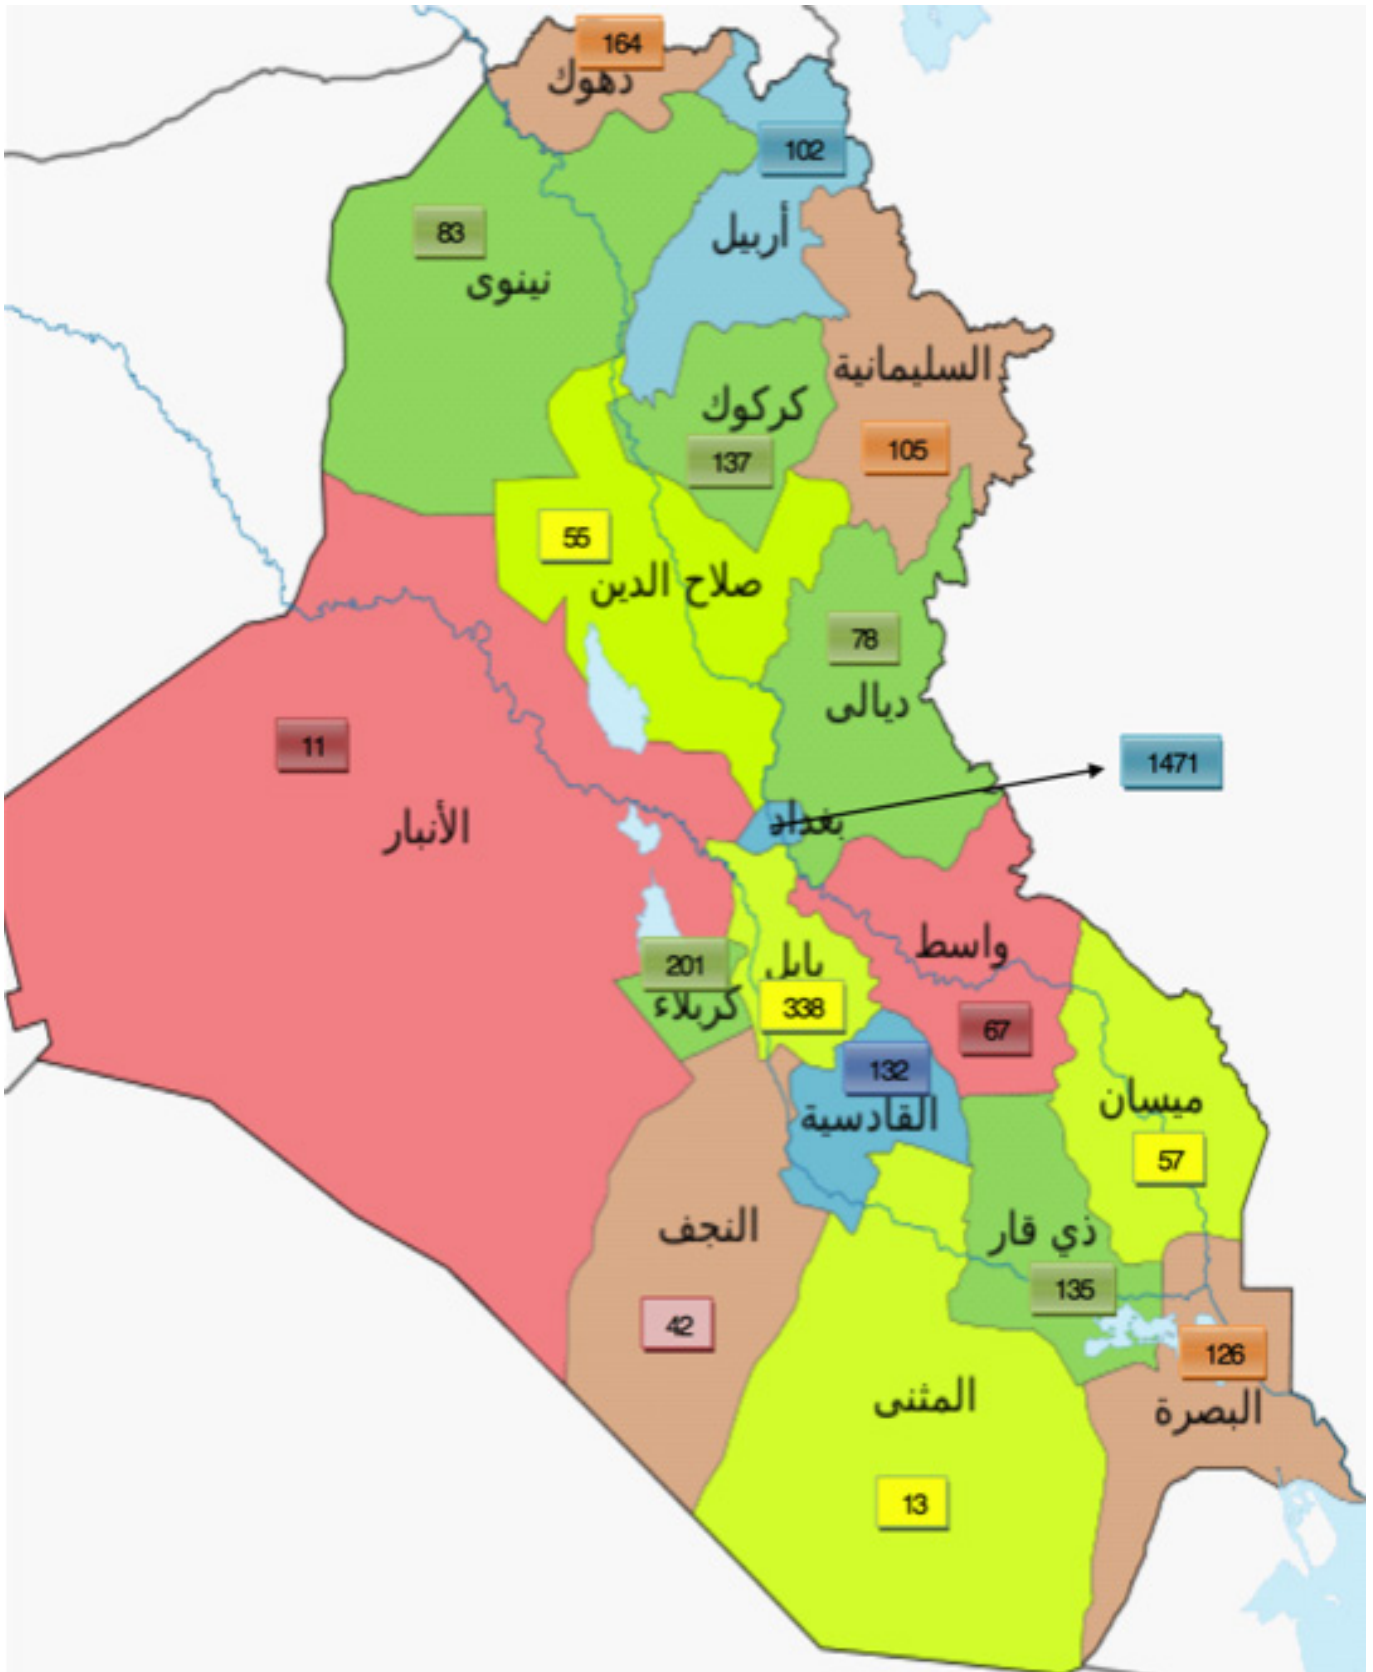 164
دهوك
102
83
أربيل
نينوى
السليمانية
كركوك
105
137
55
صلاح الدين
78
ديالى
11
1471
بغداد
الأنبار
واسط
بابل
201
كربلاء
338
67
132
القادسية
ميسان
57
النجف
ذي قار
135
42
126
المثنى
البصرة
13